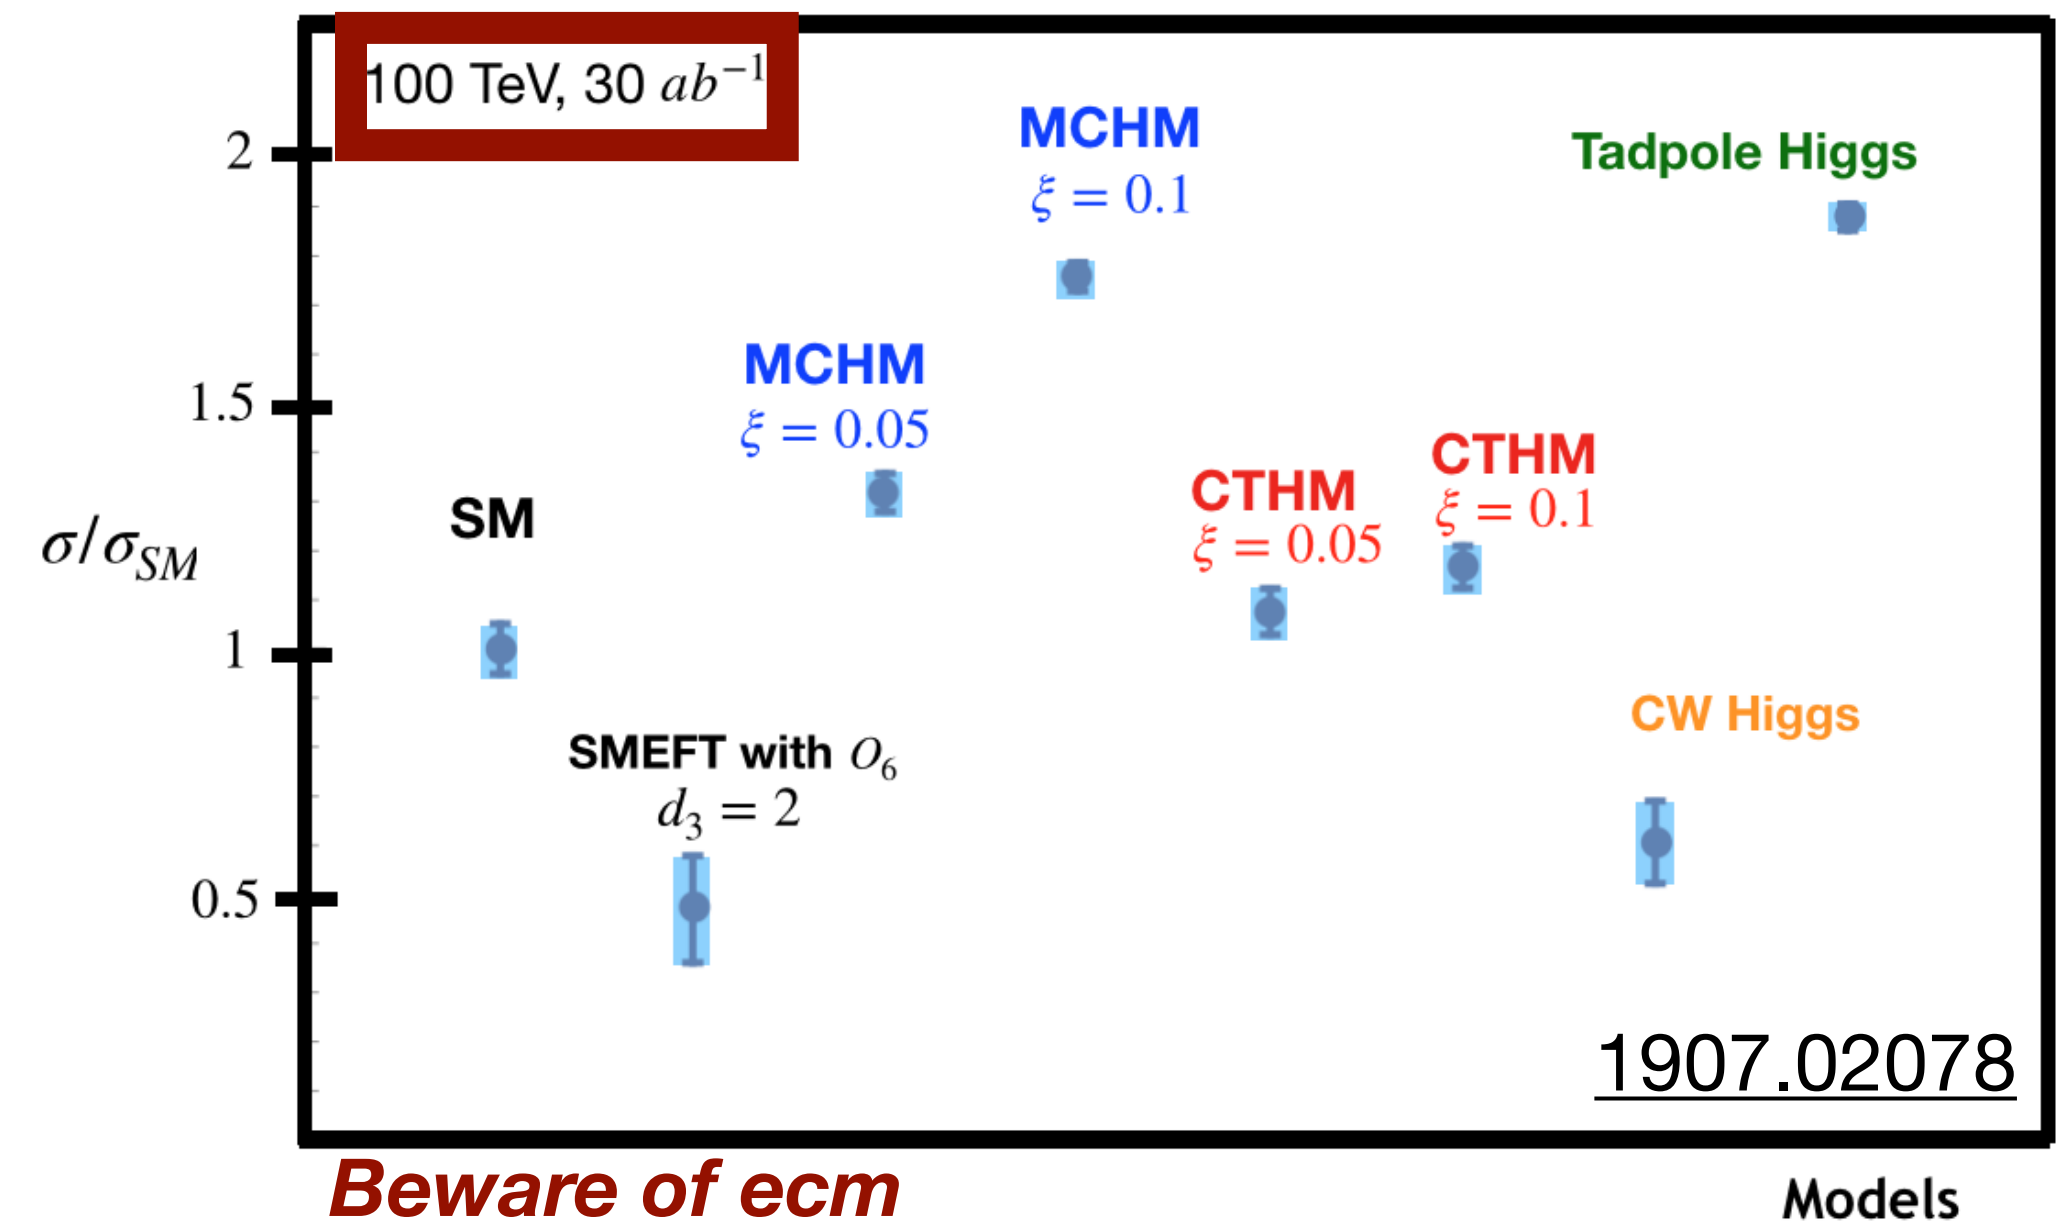 100 TeV, 30 ab⁻¹
2
1.5
1
0.5
σ/σ_SM
SM
SMEFT with O₆
d₃ = 2
MCHM
ξ = 0.05
MCHM
ξ = 0.1
CTHM
ξ = 0.05
CTHM
ξ = 0.1
CW Higgs
Tadpole Higgs
1907.02078
Beware of ecm
Models